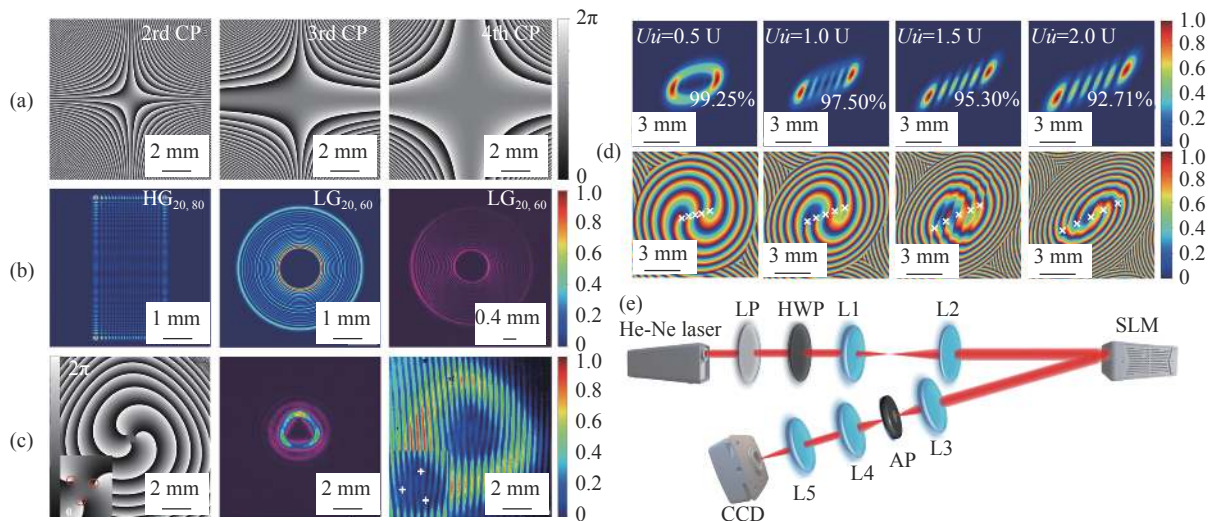 (a)
2rd CP
3rd CP
4th CP
2π
0
2 mm
2 mm
2 mm
(b)
HG20, 80
LG20, 60
LG20, 60
1.0
0.8
0.6
0.4
0.2
0
1 mm
1 mm
0.4 mm
(c)
2π
0
1.0
0.8
0.6
0.4
0.2
0
2 mm
2 mm
2 mm
(d)
Uü=0.5 U
Uü=1.0 U
Uü=1.5 U
Uü=2.0 U
99.25%
97.50%
95.30%
92.71%
3 mm
3 mm
3 mm
3 mm
1.0
0.8
0.6
0.4
0.2
0
3 mm
3 mm
3 mm
3 mm
1.0
0.8
0.6
0.4
0.2
0
(e)
He-Ne laser
LP
HWP
L1
L2
SLM
L3
AP
L4
L5
CCD